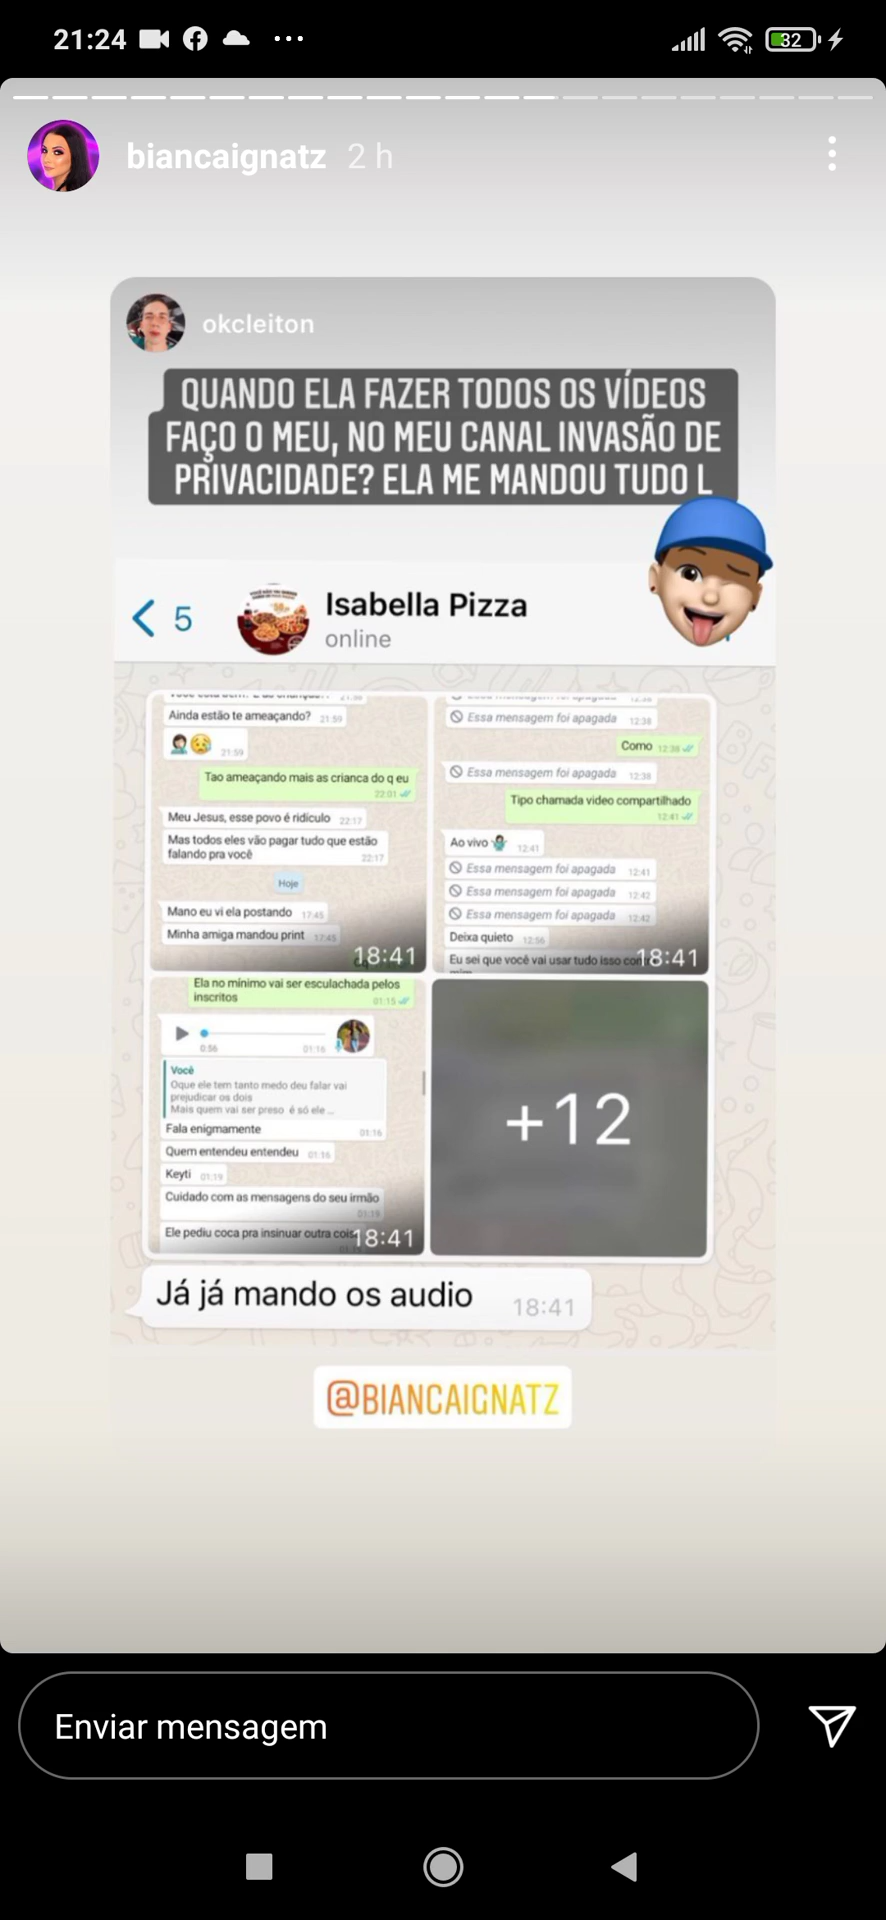 21:24
32
biancaignatz 2 h
okcleiton
QUANDO ELA FAZER TODOS OS VÍDEOS
FAÇO O MEU, NO MEU CANAL INVASÃO DE
PRIVACIDADE? ELA ME MANDOU TUDO L
5
Isabella Pizza
online
21:58
Ainda estão te ameaçando? 21:59
21:59
Tao ameaçando mais as crianca do q eu
22:01
Meu Jesus, esse povo é ridículo 22:17
Mas todos eles vão pagar tudo que estão
falando pra você 22:17
Hoje
Mano eu vi ela postando 17:45
Minha amiga mandou print 17:45
18:41
Essa mensagem foi apagada 12:38
Essa mensagem foi apagada 12:38
Como 12:38
Essa mensagem foi apagada 12:38
Tipo chamada video compartilhado
12:41
Ao vivo 12:41
Essa mensagem foi apagada 12:41
Essa mensagem foi apagada 12:42
Essa mensagem foi apagada 12:42
Deixa quieto 12:56
Eu sei que você vai usar tudo isso con
18:41
Ela no mínimo vai ser esculachada pelos
inscritos 01:15
0:56 01:16
Você
Oque ele tem tanto medo deu falar vai
prejudicar os dois
Mais quem vai ser preso é só ele ...
Fala enigmamente 01:16
Quem entendeu entendeu 01:16
Keyti 01:19
Cuidado com as mensagens do seu irmão
01:19
Ele pediu coca pra insinuar outra cois
18:41
+12
Já já mando os audio 18:41
@BIANCAIGNATZ
Enviar mensagem